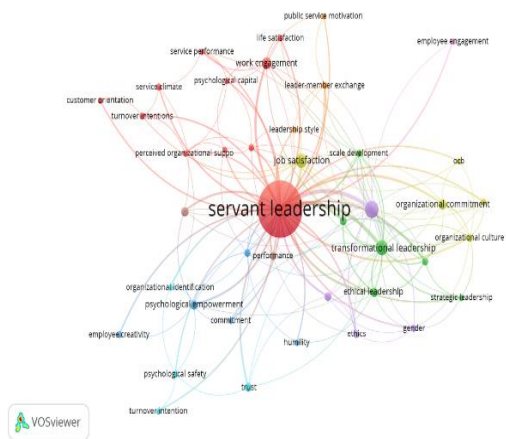 public service motivation
life satisfaction
employee engagement
service performance
work engagement
psychological capital
leader-member exchange
service climate
customer orientation
turnover intentions
leadership style
perceived organizational suppo
job satisfaction
scale development
ocb
servant leadership
organizational commitment
organizational culture
transformational leadership
performance
organizational identification
psychological empowerment
ethical leadership
strategic leadership
commitment
employee creativity
ethics
gender
humility
psychological safety
trust
turnover intention
VOSviewer